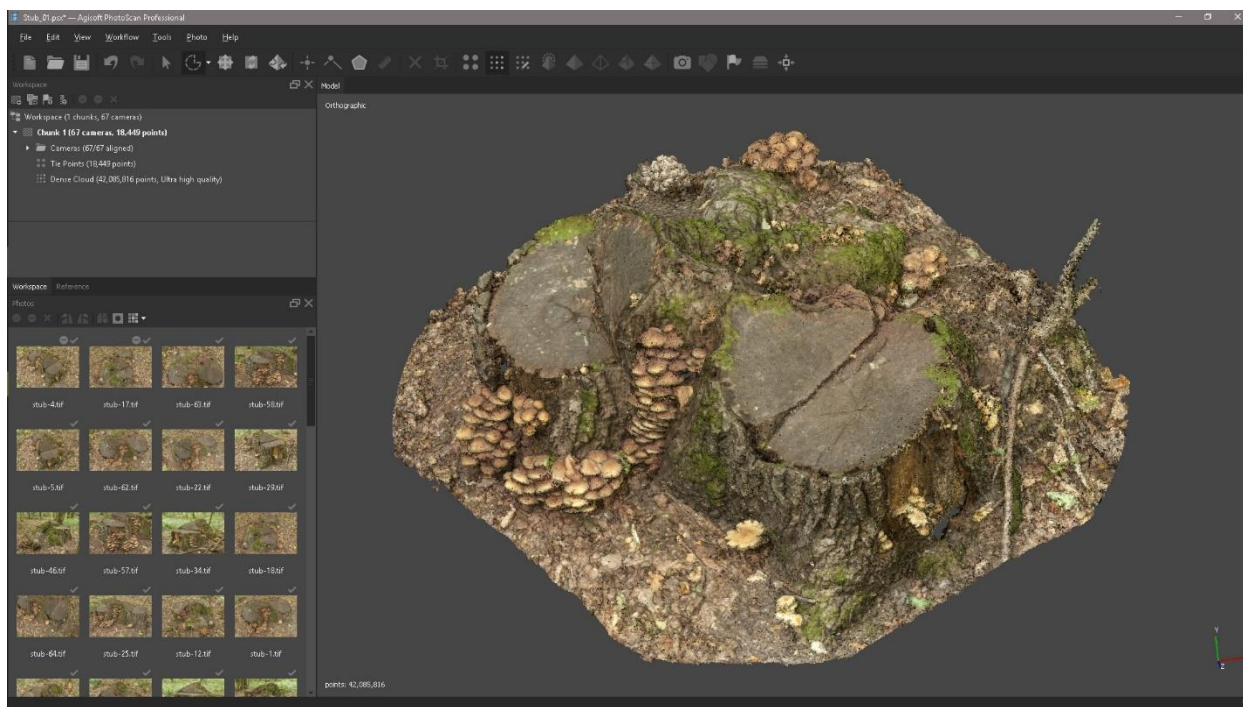 Stub_01.psx* — Agisoft PhotoScan Professional
File Edit View Workflow Tools Photo Help
Workspace
Model
Orthographic
Workspace (1 chunks, 67 cameras)
Chunk 1 (67 cameras, 18,449 points)
Cameras (67/67 aligned)
Tie Points (18,449 points)
Dense Cloud (42,085,816 points, Ultra high quality)
Workspace Reference
Photos
stub-4.tif stub-17.tif stub-63.tif stub-58.tif
stub-5.tif stub-62.tif stub-22.tif stub-29.tif
stub-46.tif stub-57.tif stub-34.tif stub-18.tif
stub-64.tif stub-25.tif stub-12.tif stub-1.tif
points: 42,085,816
Y
Z